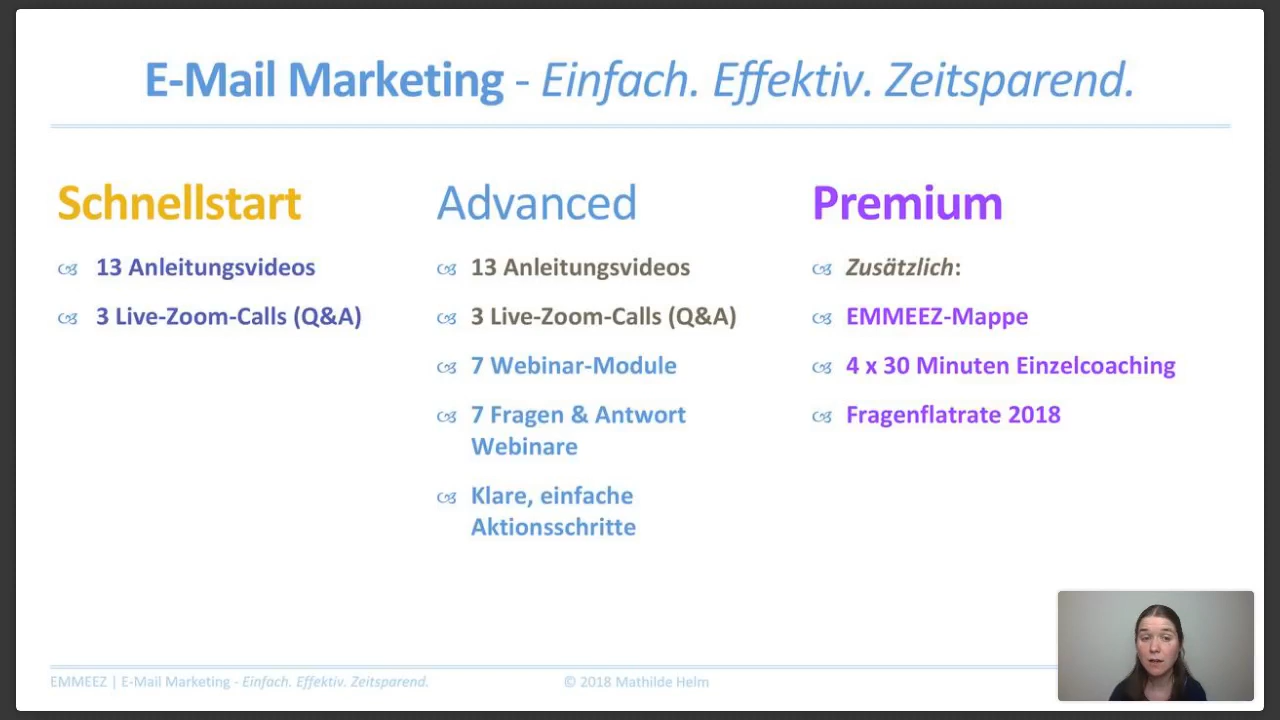 E-Mail Marketing - Einfach. Effektiv. Zeitsparend.
Schnellstart
13 Anleitungsvideos
3 Live-Zoom-Calls (Q&A)
Advanced
13 Anleitungsvideos
3 Live-Zoom-Calls (Q&A)
7 Webinar-Module
7 Fragen & Antwort
Webinare
Klare, einfache
Aktionsschritte
Premium
Zusätzlich:
EMMEEZ-Mappe
4 x 30 Minuten Einzelcoaching
Fragenflatrate 2018
EMMEEZ | E-Mail Marketing - Einfach. Effektiv. Zeitsparend.
© 2018 Mathilde Helm